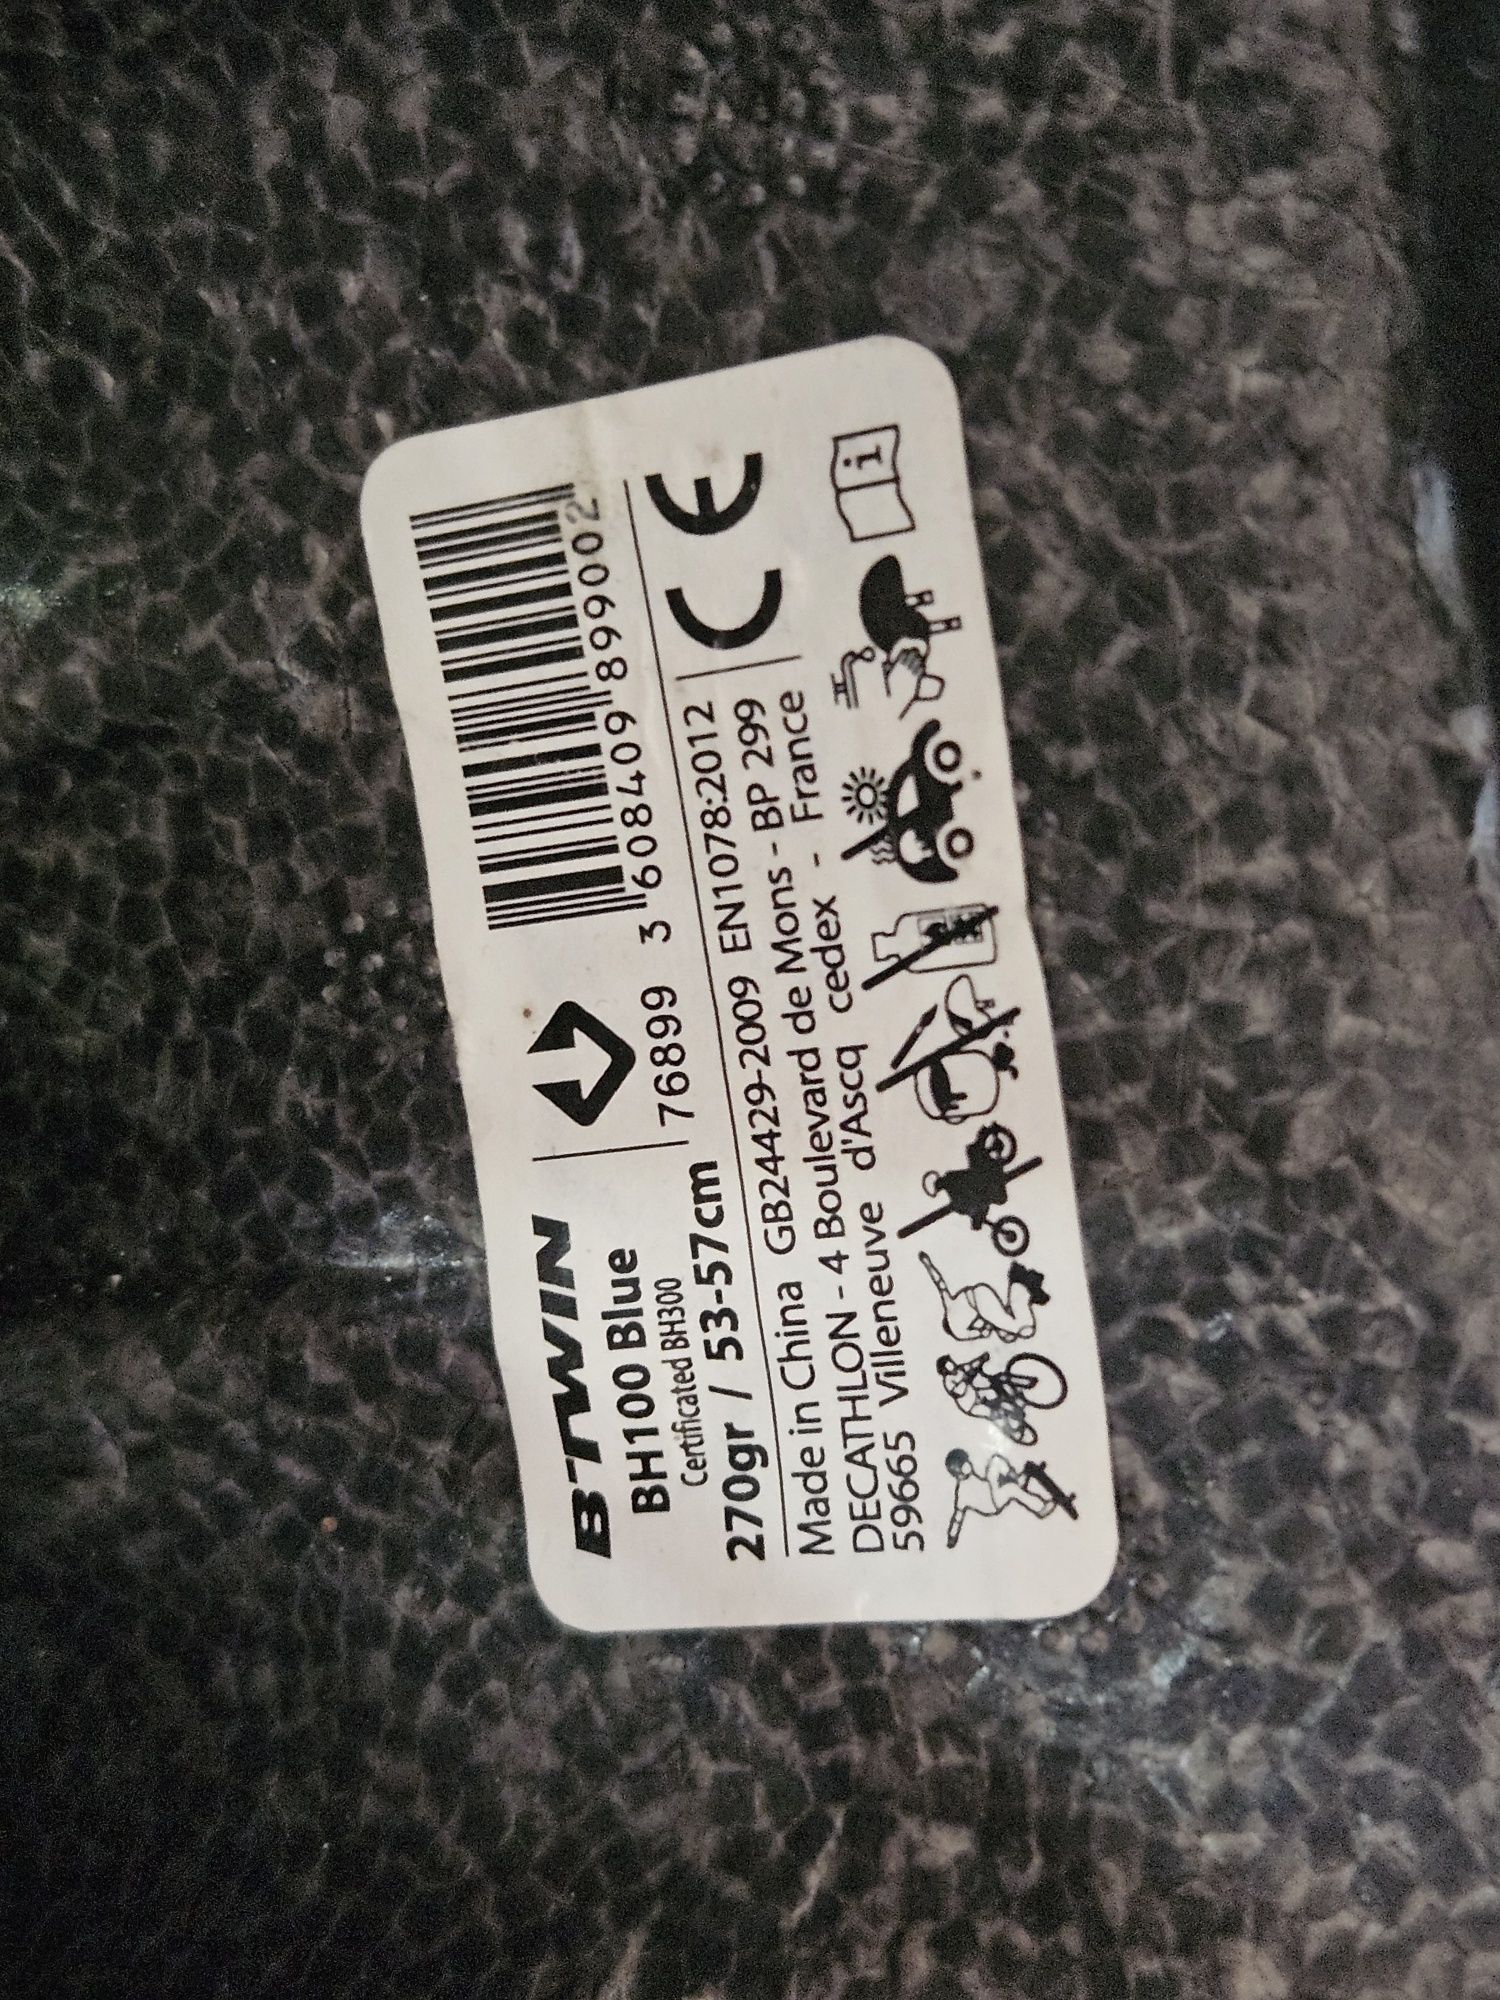 BTWIN
BH100 Blue
Certificated BH300
270gr / 53-57cm
76899
3 608409 899002
Made in China GB24429-2009 EN1078:2012
DECATHLON - 4 Boulevard de Mons - BP 299
59665 Villeneuve d'Ascq cedex - France
CE
i